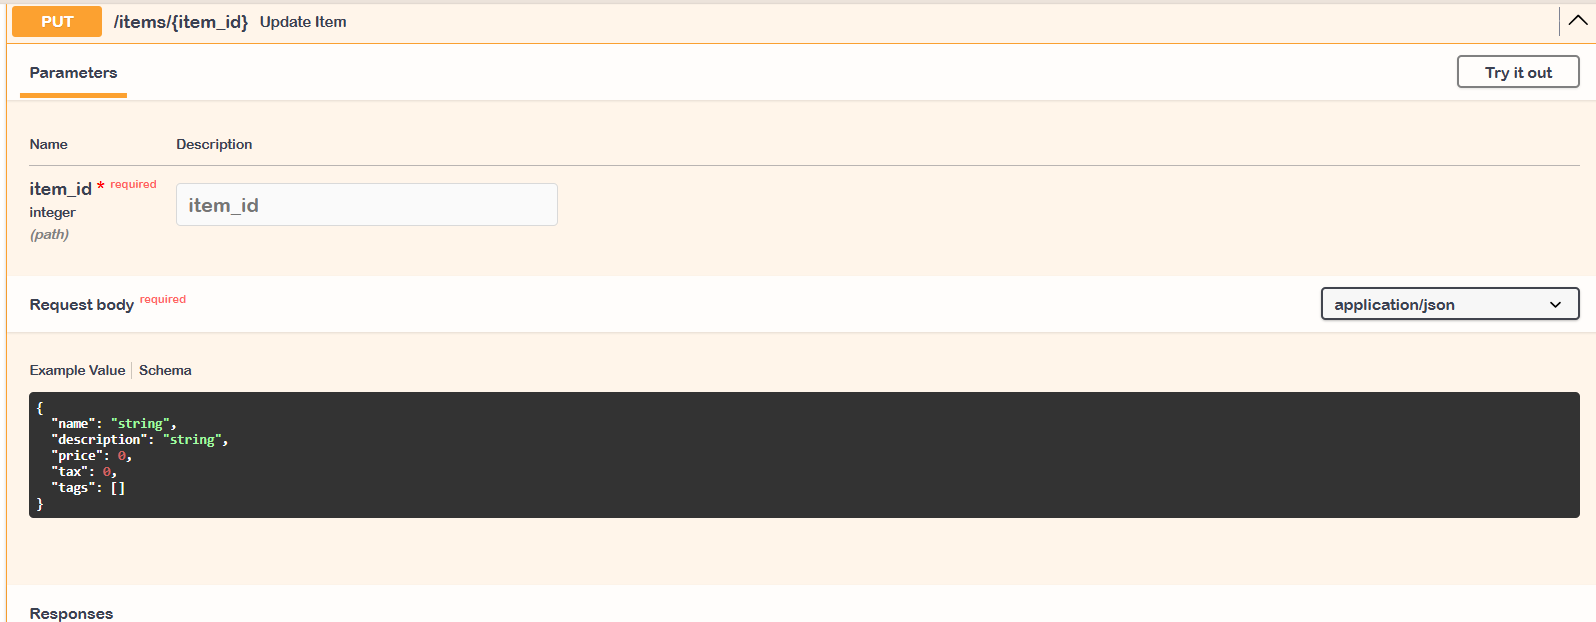 PUT /items/{item_id} Update Item
Parameters
Try it out
Name Description
item_id * required
item_id
integer
(path)
Request body required
application/json
Example Value Schema
{
  "name": "string",
  "description": "string",
  "price": 0,
  "tax": 0,
  "tags": []
}
Responses